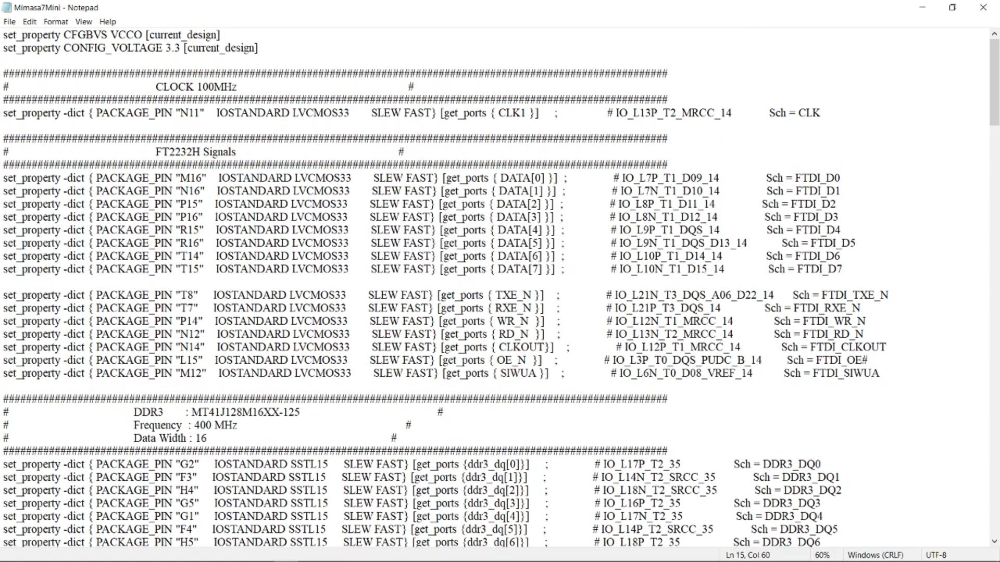 Mimasa7Mini - Notepad
File Edit Format View Help
set_property CFGBVS VCCO [current_design]
set_property CONFIG_VOLTAGE 3.3 [current_design]
####################################################################################################################
# CLOCK 100MHz #
####################################################################################################################
set_property -dict { PACKAGE_PIN "N11" IOSTANDARD LVCMOS33 SLEW FAST} [get_ports { CLK1 }] ; # IO_L13P_T2_MRCC_14 Sch = CLK
####################################################################################################################
# FT2232H Signals #
####################################################################################################################
set_property -dict { PACKAGE_PIN "M16" IOSTANDARD LVCMOS33 SLEW FAST} [get_ports { DATA[0] }] ; # IO_L7P_T1_D09_14 Sch = FTDI_D0
set_property -dict { PACKAGE_PIN "N16" IOSTANDARD LVCMOS33 SLEW FAST} [get_ports { DATA[1] }] ; # IO_L7N_T1_D10_14 Sch = FTDI_D1
set_property -dict { PACKAGE_PIN "P15" IOSTANDARD LVCMOS33 SLEW FAST} [get_ports { DATA[2] }] ; # IO_L8P_T1_D11_14 Sch = FTDI_D2
set_property -dict { PACKAGE_PIN "P16" IOSTANDARD LVCMOS33 SLEW FAST} [get_ports { DATA[3] }] ; # IO_L8N_T1_D12_14 Sch = FTDI_D3
set_property -dict { PACKAGE_PIN "R15" IOSTANDARD LVCMOS33 SLEW FAST} [get_ports { DATA[4] }] ; # IO_L9P_T1_DQS_14 Sch = FTDI_D4
set_property -dict { PACKAGE_PIN "R16" IOSTANDARD LVCMOS33 SLEW FAST} [get_ports { DATA[5] }] ; # IO_L9N_T1_DQS_D13_14 Sch = FTDI_D5
set_property -dict { PACKAGE_PIN "T14" IOSTANDARD LVCMOS33 SLEW FAST} [get_ports { DATA[6] }] ; # IO_L10P_T1_D14_14 Sch = FTDI_D6
set_property -dict { PACKAGE_PIN "T15" IOSTANDARD LVCMOS33 SLEW FAST} [get_ports { DATA[7] }] ; # IO_L10N_T1_D15_14 Sch = FTDI_D7
set_property -dict { PACKAGE_PIN "T8" IOSTANDARD LVCMOS33 SLEW FAST} [get_ports { TXE_N }] ; # IO_L21N_T3_DQS_A06_D22_14 Sch = FTDI_TXE_N
set_property -dict { PACKAGE_PIN "T7" IOSTANDARD LVCMOS33 SLEW FAST} [get_ports { RXE_N }] ; # IO_L21P_T3_DQS_14 Sch = FTDI_RXE_N
set_property -dict { PACKAGE_PIN "P14" IOSTANDARD LVCMOS33 SLEW FAST} [get_ports { WR_N }] ; # IO_L12N_T1_MRCC_14 Sch = FTDI_WR_N
set_property -dict { PACKAGE_PIN "N12" IOSTANDARD LVCMOS33 SLEW FAST} [get_ports { RD_N }] ; # IO_L13N_T2_MRCC_14 Sch = FTDI_RD_N
set_property -dict { PACKAGE_PIN "N14" IOSTANDARD LVCMOS33 SLEW FAST} [get_ports { CLKOUT}] ; # IO_L12P_T1_MRCC_14 Sch = FTDI_CLKOUT
set_property -dict { PACKAGE_PIN "L15" IOSTANDARD LVCMOS33 SLEW FAST} [get_ports { OE_N }] ; # IO_L3P_T0_DQS_PUDC_B_14 Sch = FTDI_OE#
set_property -dict { PACKAGE_PIN "M12" IOSTANDARD LVCMOS33 SLEW FAST} [get_ports { SIWUA }] ; # IO_L6N_T0_D08_VREF_14 Sch = FTDI_SIWUA
####################################################################################################################
# DDR3 : MT41J128M16XX-125 #
# Frequency : 400 MHz #
# Data Width : 16 #
####################################################################################################################
set_property -dict { PACKAGE_PIN "G2" IOSTANDARD SSTL15 SLEW FAST} [get_ports {ddr3_dq[0]}] ; # IO_L17P_T2_35 Sch = DDR3_DQ0
set_property -dict { PACKAGE_PIN "F3" IOSTANDARD SSTL15 SLEW FAST} [get_ports {ddr3_dq[1]}] ; # IO_L14N_T2_SRCC_35 Sch = DDR3_DQ1
set_property -dict { PACKAGE_PIN "H4" IOSTANDARD SSTL15 SLEW FAST} [get_ports {ddr3_dq[2]}] ; # IO_L18N_T2_SRCC_35 Sch = DDR3_DQ2
set_property -dict { PACKAGE_PIN "G5" IOSTANDARD SSTL15 SLEW FAST} [get_ports {ddr3_dq[3]}] ; # IO_L16P_T2_35 Sch = DDR3_DQ3
set_property -dict { PACKAGE_PIN "G1" IOSTANDARD SSTL15 SLEW FAST} [get_ports {ddr3_dq[4]}] ; # IO_L17N_T2_35 Sch = DDR3_DQ4
set_property -dict { PACKAGE_PIN "F4" IOSTANDARD SSTL15 SLEW FAST} [get_ports {ddr3_dq[5]}] ; # IO_L14P_T2_SRCC_35 Sch = DDR3_DQ5
set_property -dict { PACKAGE_PIN "H5" IOSTANDARD SSTL15 SLEW FAST} [get_ports {ddr3_dq[6]}] ; # IO_L18P_T2_35 Sch = DDR3_DQ6
Ln 15, Col 60 60% Windows (CRLF) UTF-8